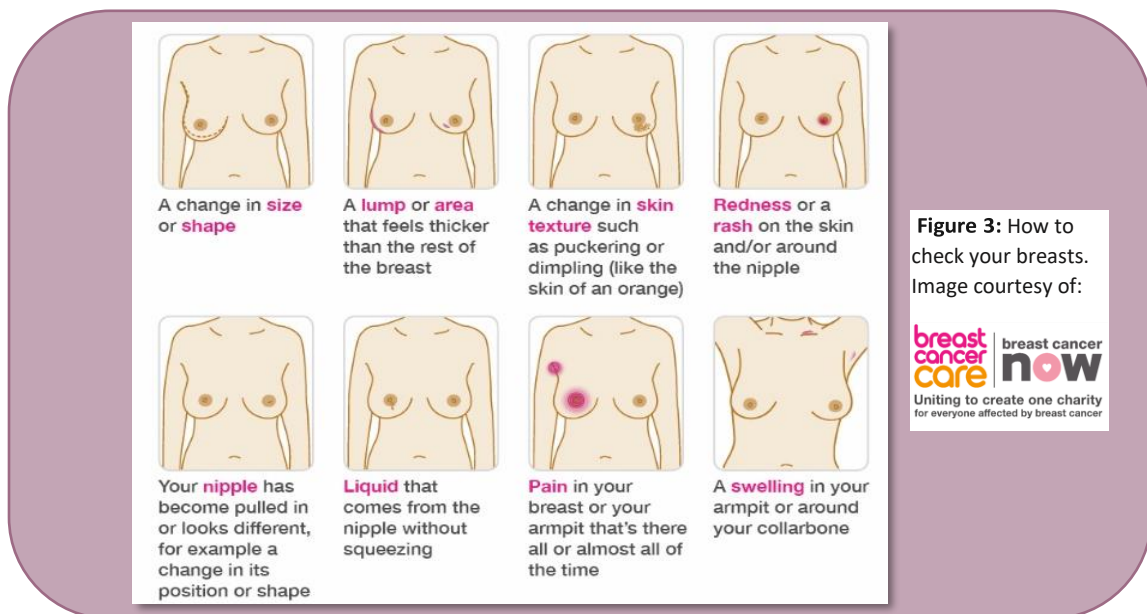 A change in size
or shape
A lump or area
that feels thicker
than the rest of
the breast
A change in skin
texture such
as puckering or
dimpling (like the
skin of an orange)
Redness or a
rash on the skin
and/or around
the nipple
Your nipple has
become pulled in
or looks different,
for example a
change in its
position or shape
Liquid that
comes from the
nipple without
squeezing
Pain in your
breast or your
armpit that's there
all or almost all of
the time
A swelling in your
armpit or around
your collarbone
Figure 3: How to
check your breasts.
Image courtesy of:
breast
cancer
care
breast cancer
now
Uniting to create one charity
for everyone affected by breast cancer